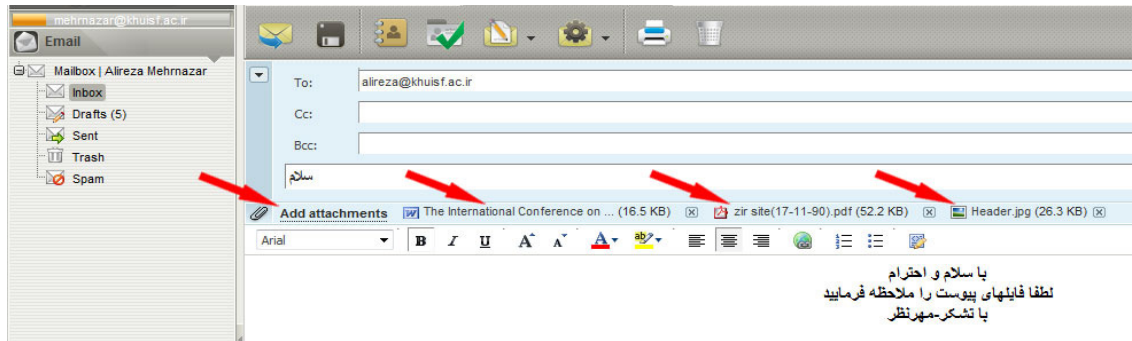 mehrnazar@khuisf.ac.ir
Email
Mailbox | Alireza Mehrnazar
Inbox
Drafts (5)
Sent
Trash
Spam
To: alireza@khuisf.ac.ir
Cc:
Bcc:
سلام
Add attachments The International Conference on ... (16.5 KB) zir site(17-11-90).pdf (52.2 KB) Header.jpg (26.3 KB)
Arial B I U A A A ab
با سلام و احترام
لطفا فایلهای پیوست را ملاحظه فرمایید
با تشکر-مهرنظر